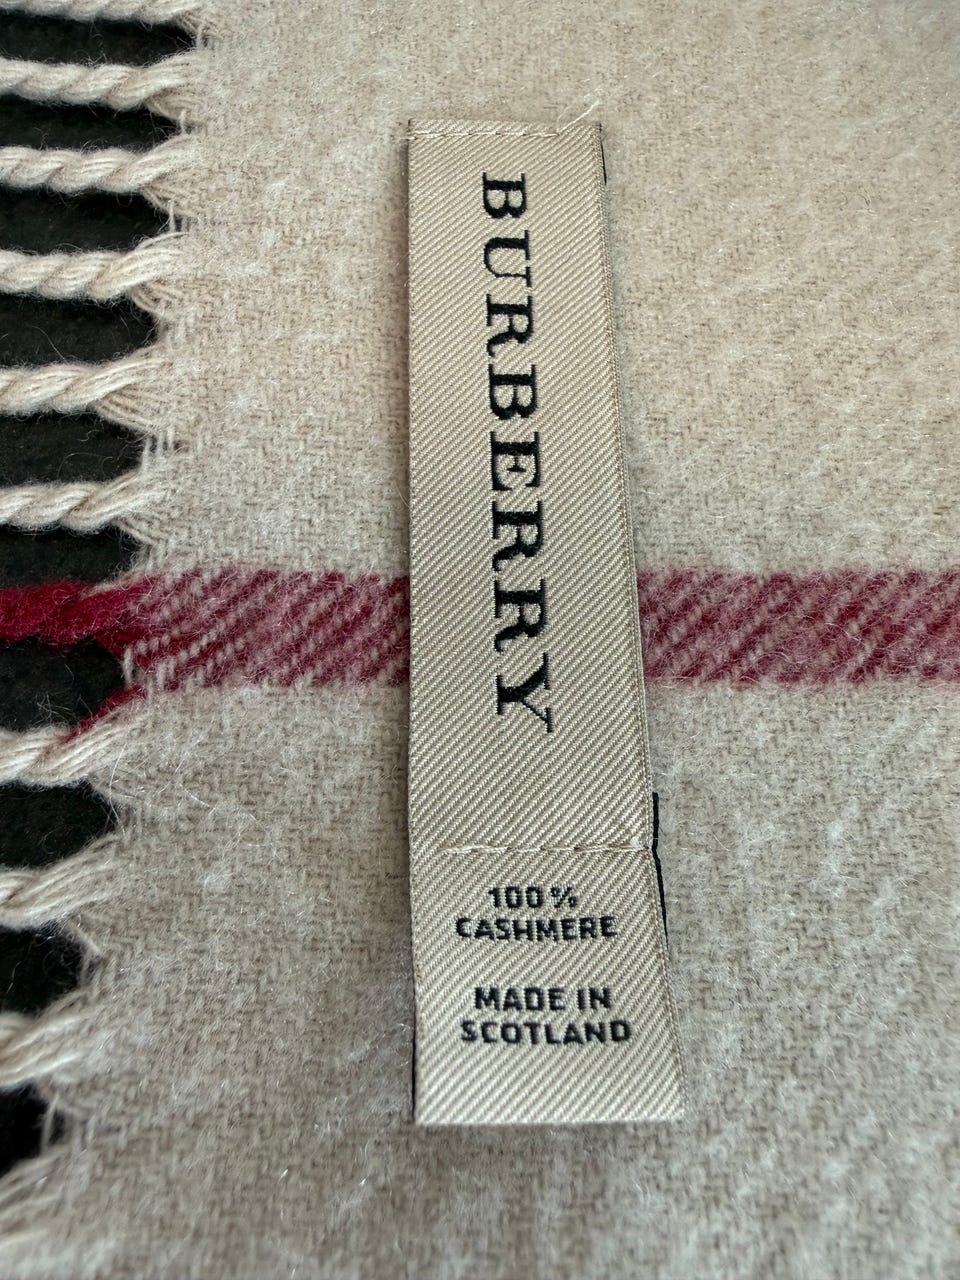 BURBERRY
100%
CASHMERE
MADE IN
SCOTLAND